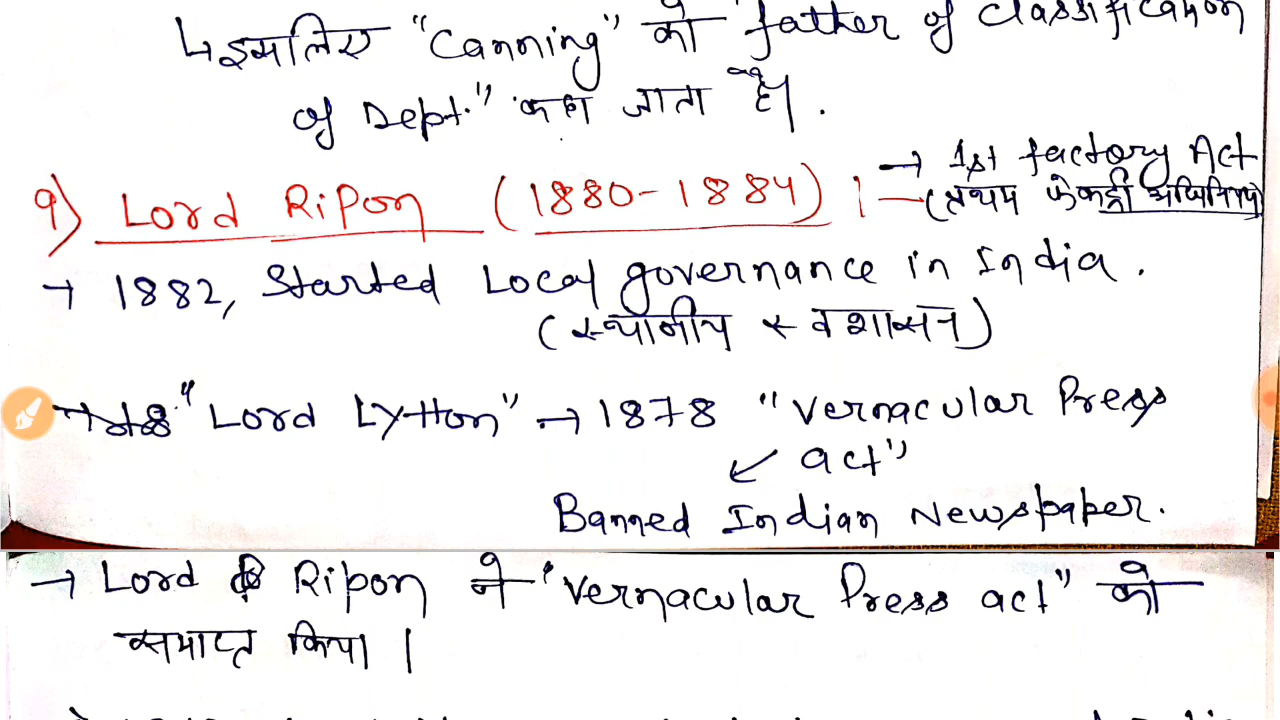 ↳ इसलिए "Canning" को father of Classification
of Dept." कहा जाता है।
→ 1st factory Act
9) Lord Ripon (1880-1884) । — (प्रथम फेकट्री अधिनियम
→ 1882, Started Local governance in India.
(स्थानीय स्वशासन)
→ "Lord Lytton" → 1878 "Vernacular Press
act"
Banned Indian Newspaper.
→ Lord Ripon ने "Vernacular Press act" को
समाप्त किया।